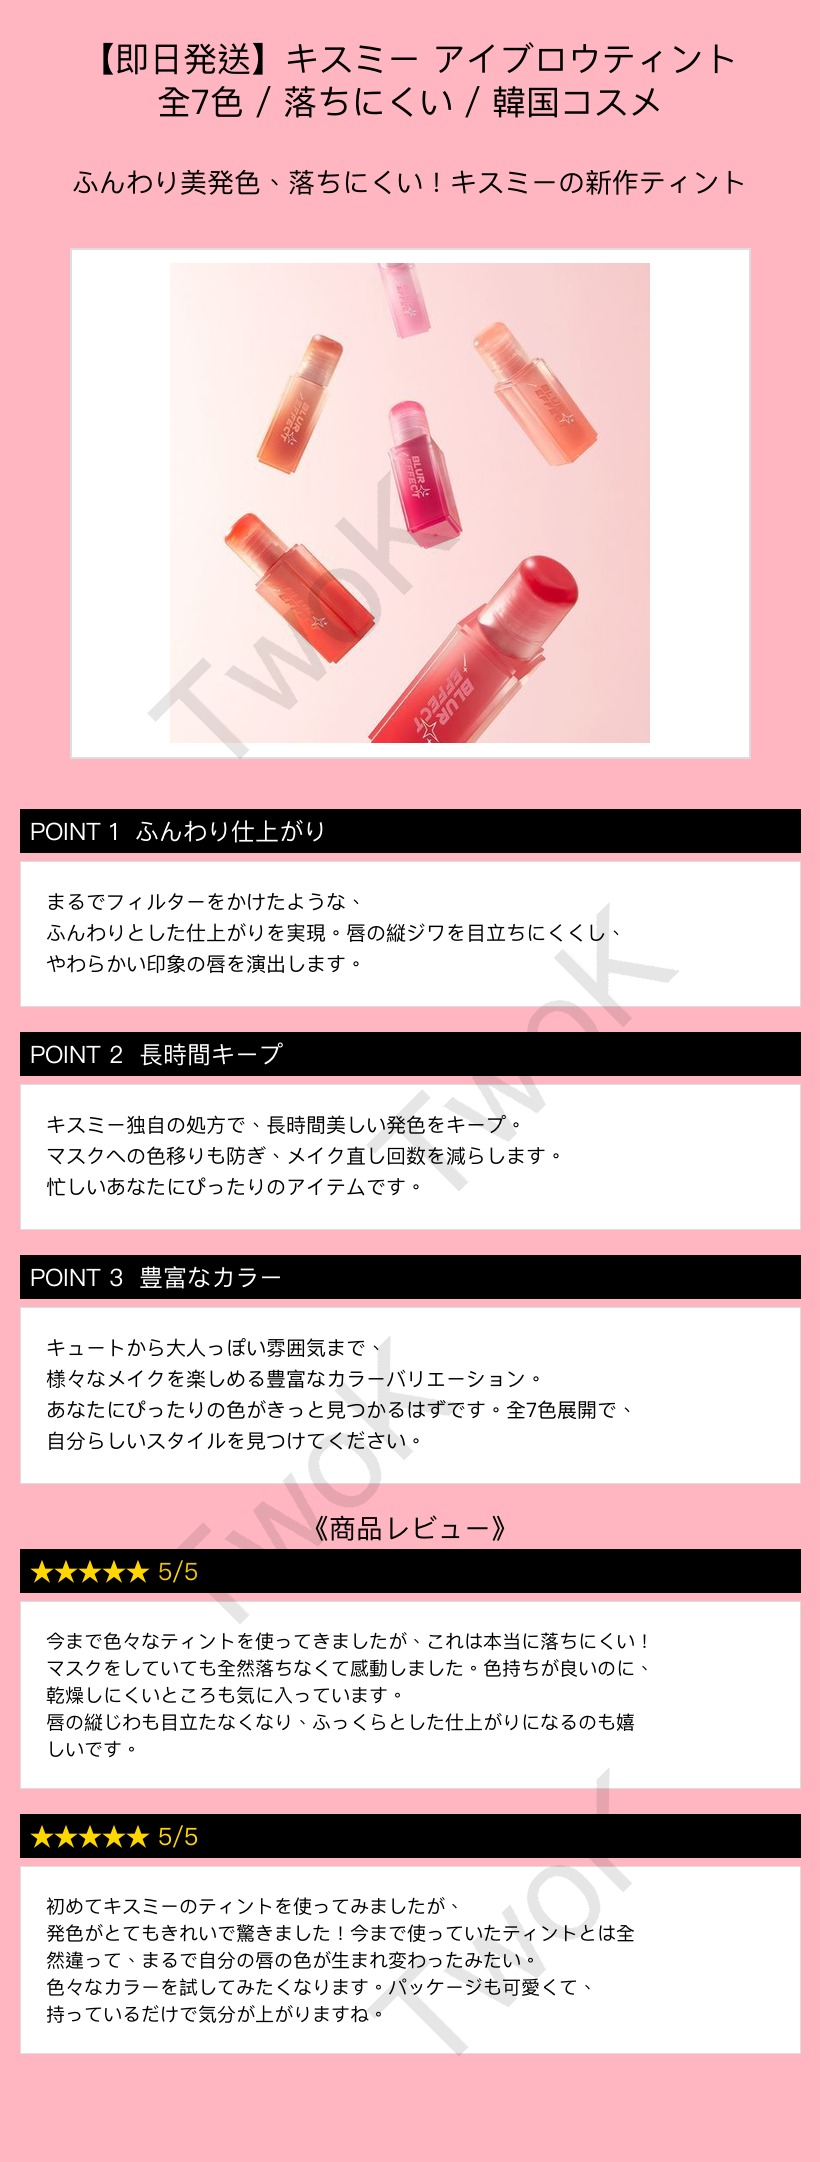 【即日発送】キスミー アイブロウティント
全7色 / 落ちにくい / 韓国コスメ
ふんわり美発色、落ちにくい！キスミーの新作ティント
BLUR
EFFECT
BLUR
EFFECT
BLUR
EFFECT
BLUR
EFFECT
TwoK
POINT 1 ふんわり仕上がり
まるでフィルターをかけたような、
ふんわりとした仕上がりを実現。唇の縦ジワを目立ちにくくし、
やわらかい印象の唇を演出します。
TwoK
POINT 2 長時間キープ
キスミー独自の処方で、長時間美しい発色をキープ。
マスクへの色移りも防ぎ、メイク直し回数を減らします。
忙しいあなたにぴったりのアイテムです。
POINT 3 豊富なカラー
キュートから大人っぽい雰囲気まで、
様々なメイクを楽しめる豊富なカラーバリエーション。
あなたにぴったりの色がきっと見つかるはずです。全7色展開で、
自分らしいスタイルを見つけてください。
TwoK
《商品レビュー》
★★★★★ 5/5
今まで色々なティントを使ってきましたが、これは本当に落ちにくい！
マスクをしていても全然落ちなくて感動しました。色持ちが良いのに、
乾燥しにくいところも気に入っています。
唇の縦じわも目立たなくなり、ふっくらとした仕上がりになるのも嬉
しいです。
TwoK
★★★★★ 5/5
初めてキスミーのティントを使ってみましたが、
発色がとてもきれいで驚きました！今まで使っていたティントとは全
然違って、まるで自分の唇の色が生まれ変わったみたい。
色々なカラーを試してみたくなります。パッケージも可愛くて、
持っているだけで気分が上がりますね。